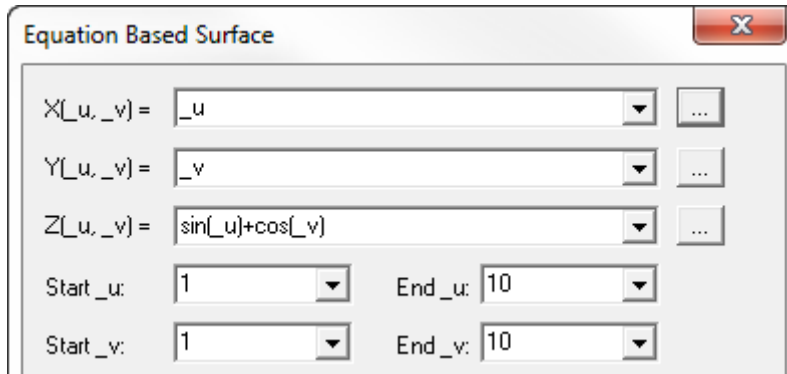 Equation Based Surface
X(_u, _v) = _u ...
Y(_u, _v) = _v ...
Z(_u, _v) = sin(_u)+cos(_v) ...
Start _u: 1 End _u: 10
Start _v: 1 End _v: 10